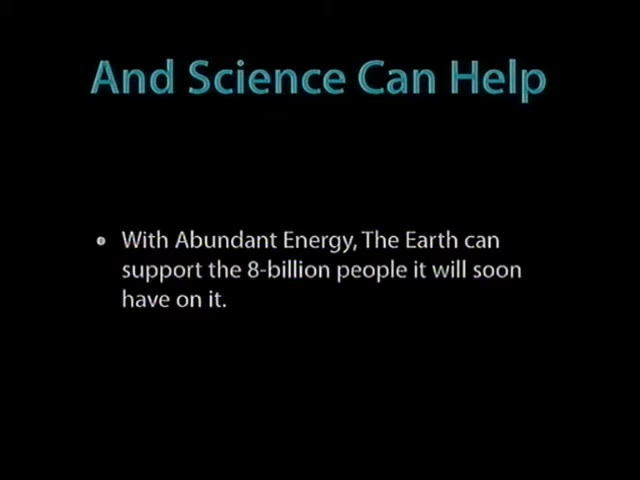 And Science Can Help
With Abundant Energy, The Earth can
support the 8-billion people it will soon
have on it.